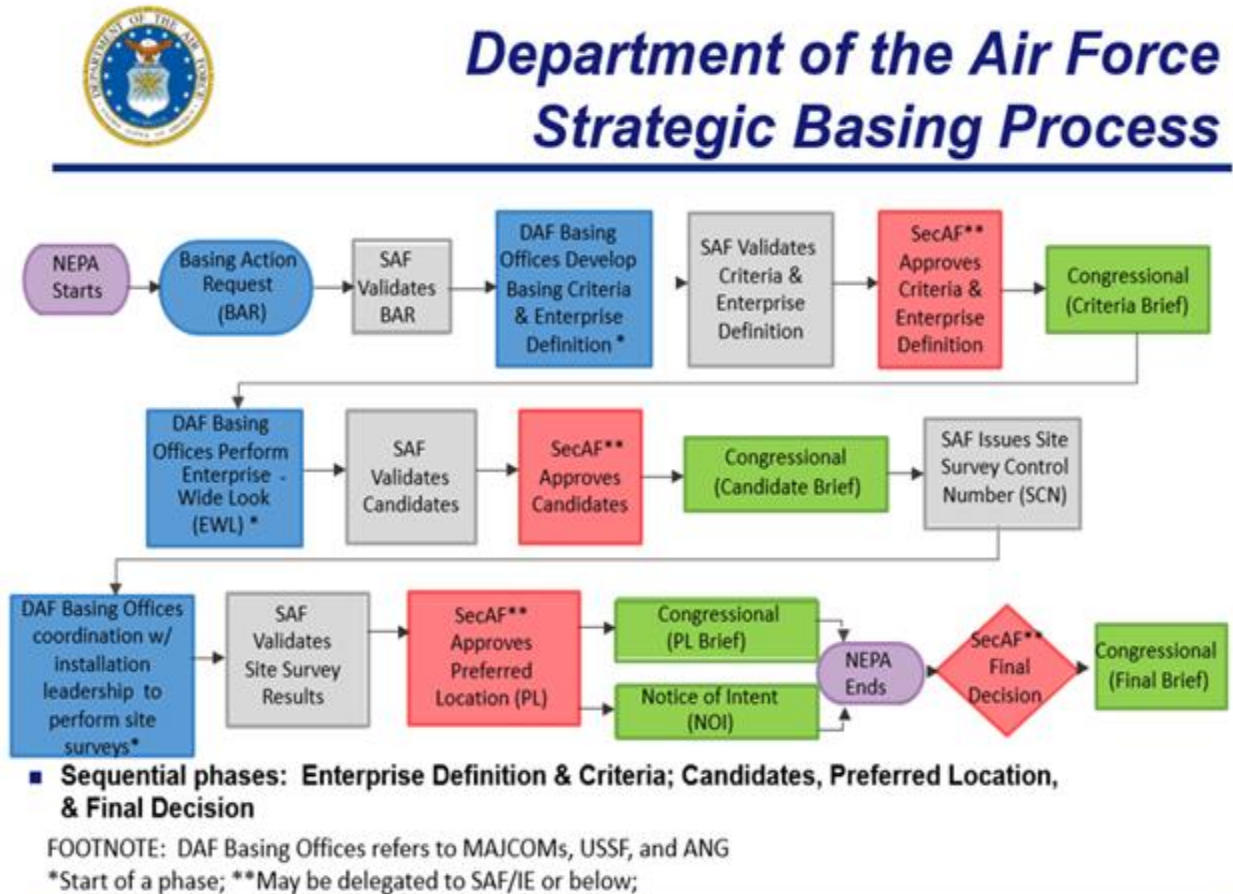 DEPARTMENT OF THE AIR FORCE
UNITED STATES OF AMERICA
Department of the Air Force
Strategic Basing Process
NEPA
Starts
Basing Action
Request
(BAR)
SAF
Validates
BAR
DAF Basing
Offices Develop
Basing Criteria
& Enterprise
Definition *
SAF Validates
Criteria &
Enterprise
Definition
SecAF**
Approves
Criteria &
Enterprise
Definition
Congressional
(Criteria Brief)
DAF Basing
Offices Perform
Enterprise -
Wide Look
(EWL) *
SAF
Validates
Candidates
SecAF**
Approves
Candidates
Congressional
(Candidate Brief)
SAF Issues Site
Survey Control
Number (SCN)
DAF Basing Offices
coordination w/
installation
leadership to
perform site
surveys*
SAF
Validates
Site Survey
Results
SecAF**
Approves
Preferred
Location (PL)
Congressional
(PL Brief)
Notice of Intent
(NOI)
NEPA
Ends
SecAF**
Final
Decision
Congressional
(Final Brief)
■ Sequential phases: Enterprise Definition & Criteria; Candidates, Preferred Location,
& Final Decision
FOOTNOTE: DAF Basing Offices refers to MAJCOMs, USSF, and ANG
*Start of a phase; **May be delegated to SAF/IE or below;